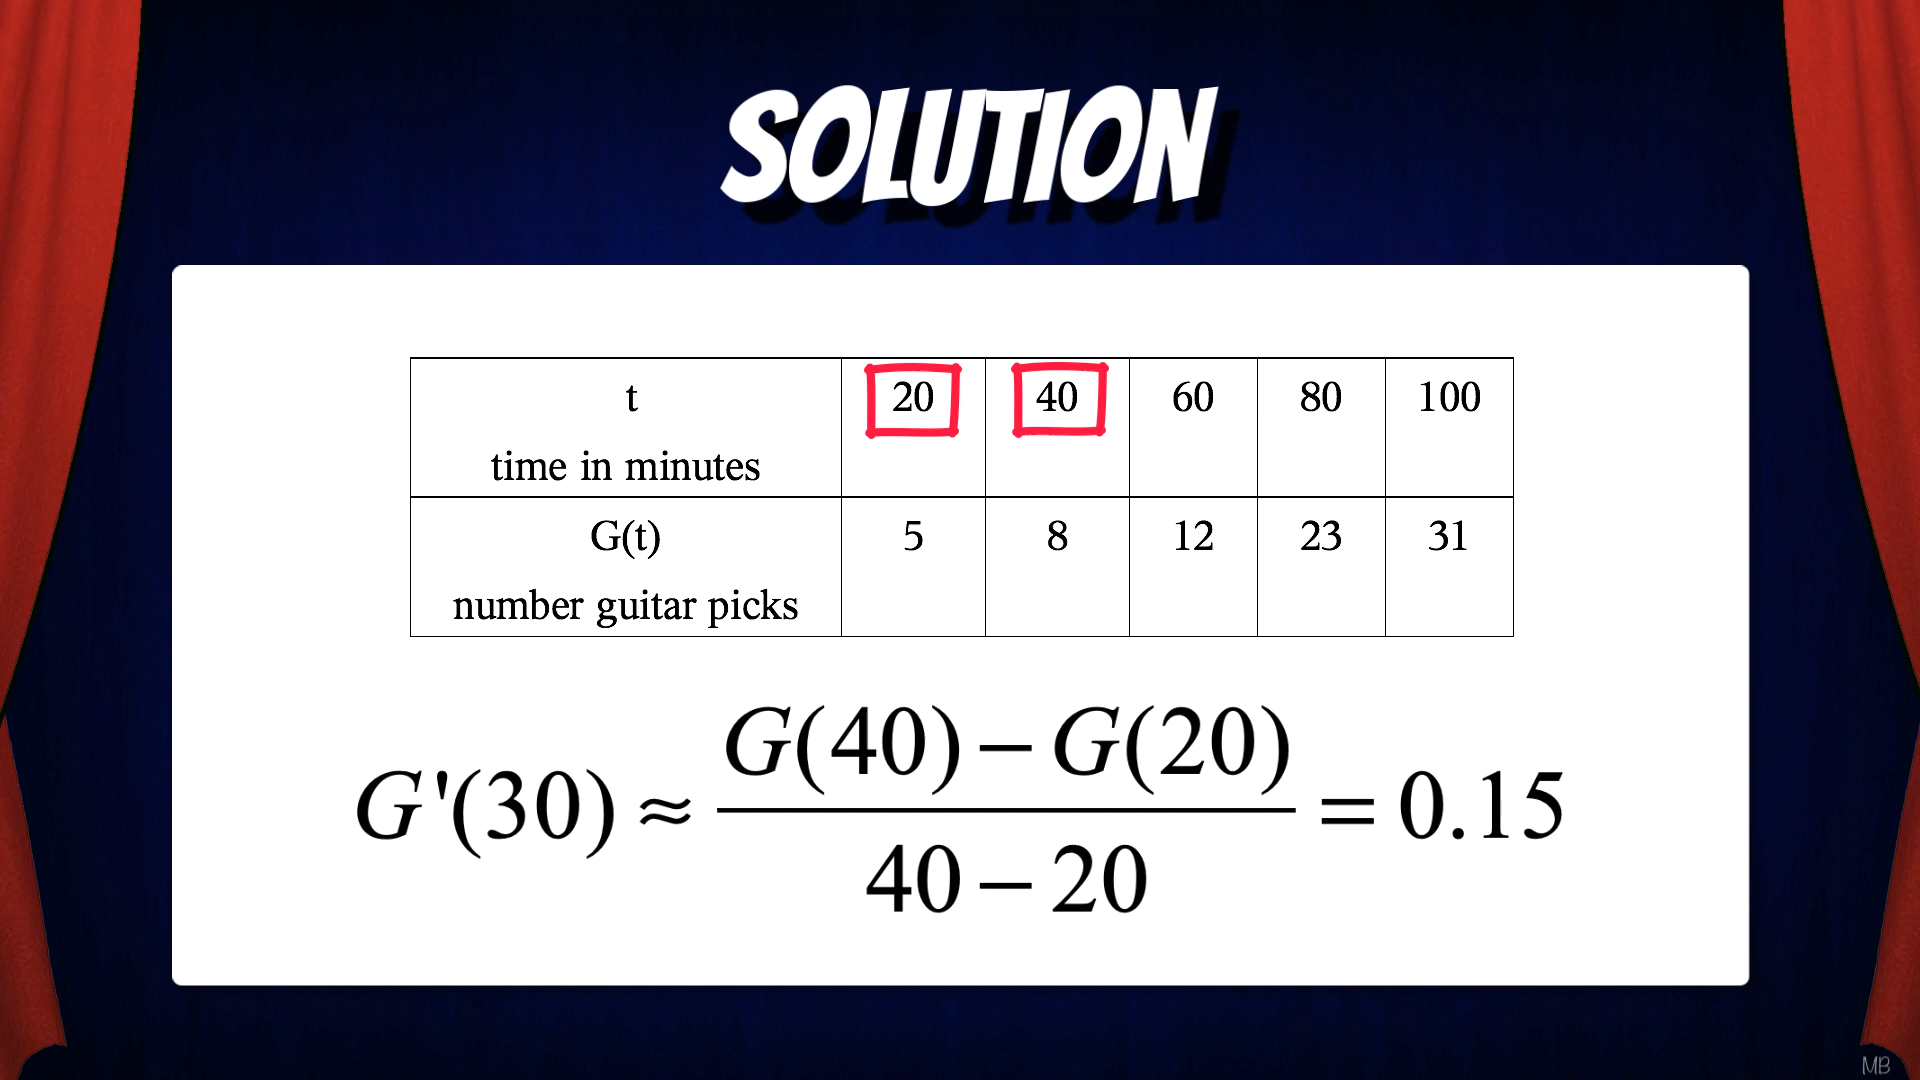 SOLUTION
t 20 40 60 80 100
time in minutes
G(t) 5 8 12 23 31
number guitar picks
G'(30) ≈ G(40) – G(20) / 40 – 20 = 0.15
MB